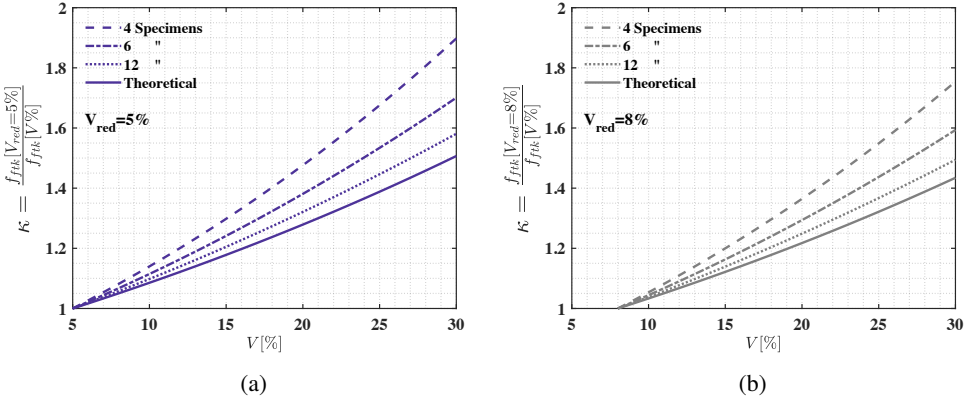 2
1.8
1.6
1.4
1.2
1
5 10 15 20 25 30
V[%]
κ = f_ftk[V_red=5%] / f_ftk[V%]
4 Specimens
6 "
12 "
Theoretical
V_red=5%
(a)
2
1.8
1.6
1.4
1.2
1
5 10 15 20 25 30
V[%]
κ = f_ftk[V_red=8%] / f_ftk[V%]
4 Specimens
6 "
12 "
Theoretical
V_red=8%
(b)